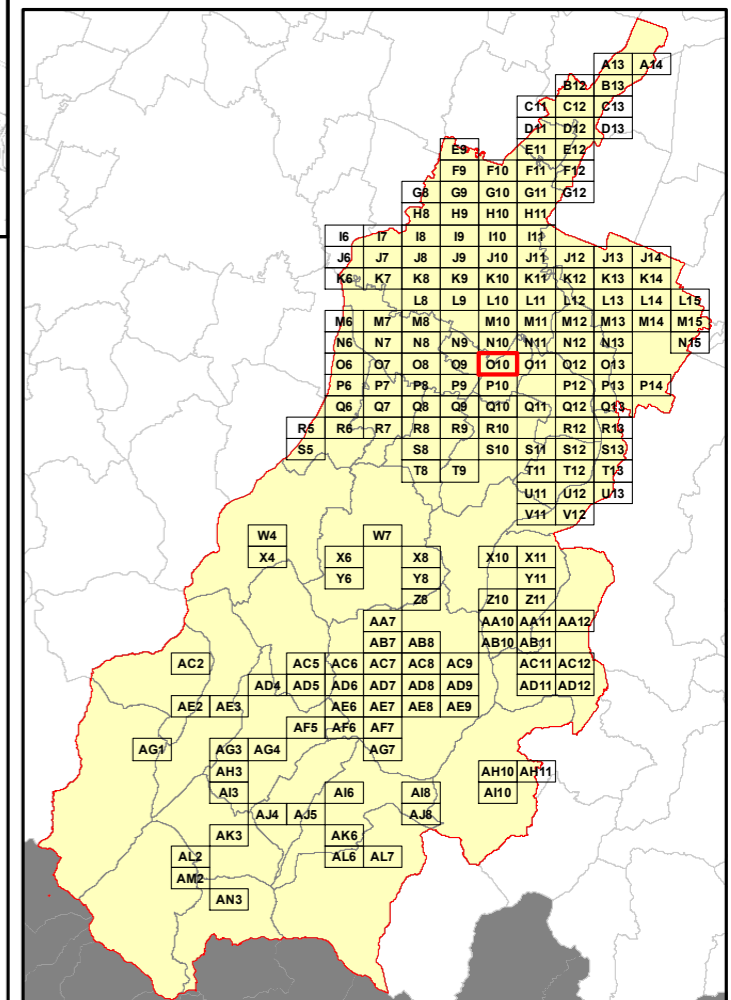 A13 A14
B12 B13
C11 C12 C13
D11 D12 D13
E9 E11 E12
F9 F10 F11 F12
G8 G9 G10 G11 G12
H8 H9 H10 H11
I6 I7 I8 I9 I10 I11
J6 J7 J8 J9 J10 J11 J12 J13 J14
K6 K7 K8 K9 K10 K11 K12 K13 K14
L8 L9 L10 L11 L12 L13 L14 L15
M6 M7 M8 M10 M11 M12 M13 M14 M15
N6 N7 N8 N9 N10 N11 N12 N13 N15
O6 O7 O8 O9 O10 O11 O12 O13
P6 P7 P8 P9 P10 P12 P13 P14
Q6 Q7 Q8 Q9 Q10 Q11 Q12 Q13
R5 R6 R7 R8 R9 R10 R12 R13
S5 S8 S10 S11 S12 S13
T8 T9 T11 T12 T13
U11 U12 U13
V11 V12
W4 W7
X4 X6 X8 X10 X11
Y6 Y8 Y11
Z8 Z10 Z11
AA7 AA10 AA11 AA12
AB7 AB8 AB10 AB11
AC2 AC5 AC6 AC7 AC8 AC9 AC11 AC12
AD4 AD5 AD6 AD7 AD8 AD9 AD11 AD12
AE2 AE3 AE6 AE7 AE8 AE9
AF5 AF6 AF7
AG1 AG3 AG4 AG7
AH3 AH10 AH11
AI3 AI6 AI8 AI10
AJ4 AJ5 AJ8
AK3 AK6
AL2 AL6 AL7
AM2
AN3